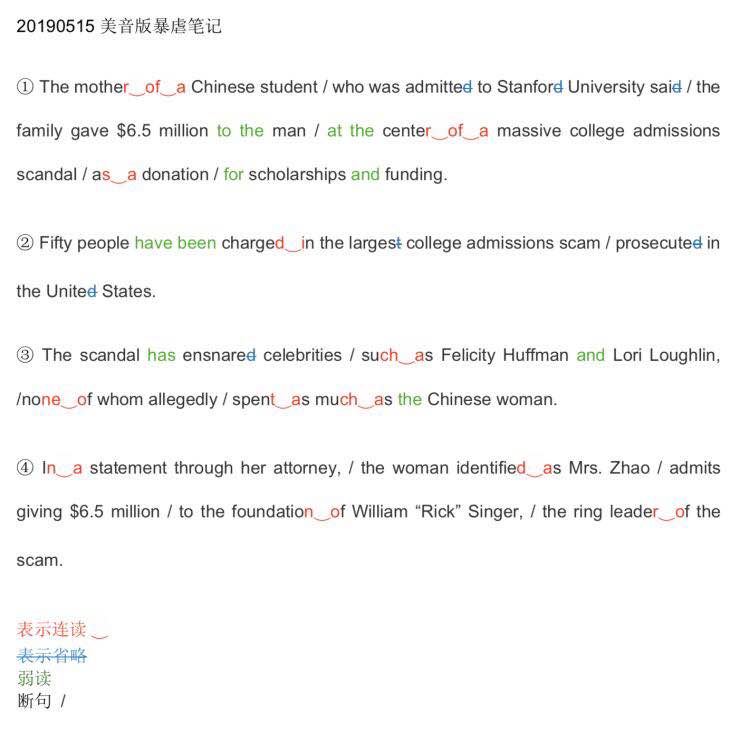 20190515 美音版暴虐笔记
① The mother‿of‿a Chinese student / who was admitted to Stanford University said / the
family gave $6.5 million to the man / at the center‿of‿a massive college admissions
scandal / as‿a donation / for scholarships and funding.
② Fifty people have been charged‿in the largest college admissions scam / prosecuted in
the United States.
③ The scandal has ensnared celebrities / such‿as Felicity Huffman and Lori Loughlin,
/none‿of whom allegedly / spent‿as much‿as the Chinese woman.
④ In‿a statement through her attorney, / the woman identified‿as Mrs. Zhao / admits
giving $6.5 million / to the foundation‿of William “Rick” Singer, / the ring leader‿of the
scam.
表示连读‿
表示省略
弱读
断句 /